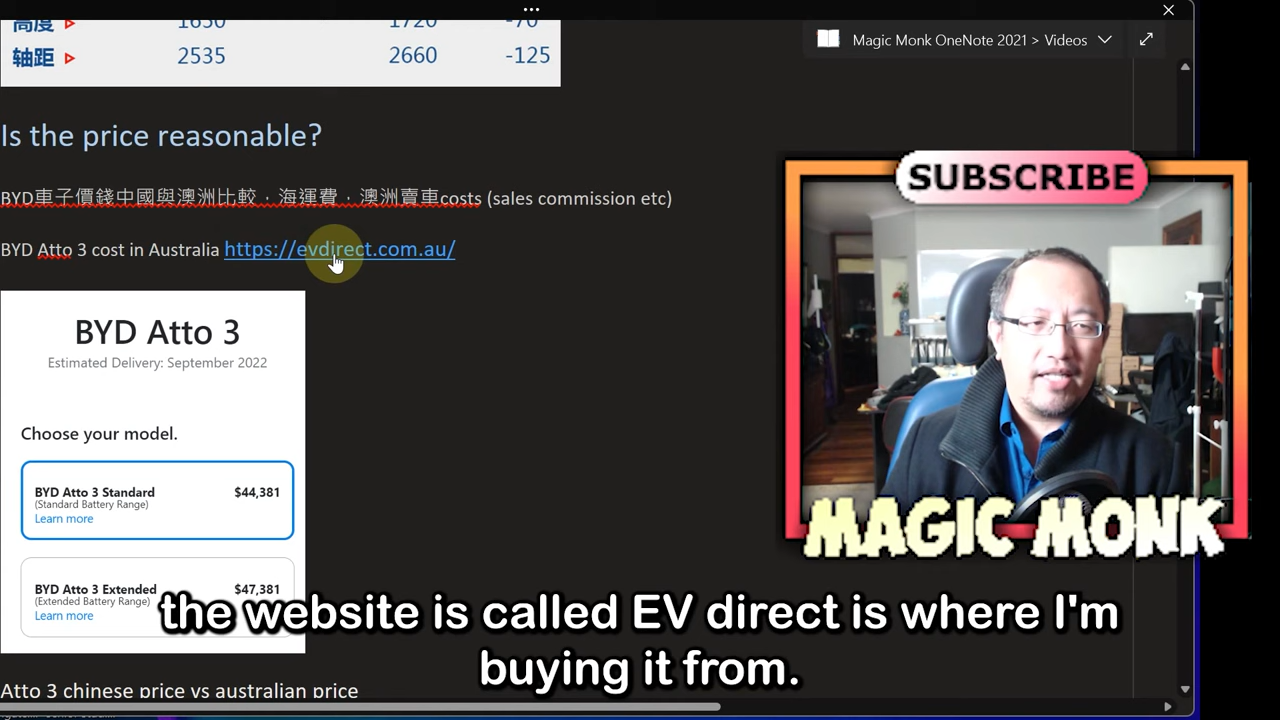 Magic Monk OneNote 2021 > Videos
高度 1650 1720 -70
轴距 2535 2660 -125
Is the price reasonable?
BYD車子價錢中國與澳洲比較，海運費，澳洲賣車costs (sales commission etc)
BYD Atto 3 cost in Australia https://evdirect.com.au/
BYD Atto 3
Estimated Delivery: September 2022
Choose your model.
BYD Atto 3 Standard $44,381
(Standard Battery Range)
Learn more
BYD Atto 3 Extended $47,381
(Extended Battery Range)
Learn more
Atto 3 chinese price vs australian price
SUBSCRIBE
MAGIC MONK
the website is called EV direct is where I'm
buying it from.